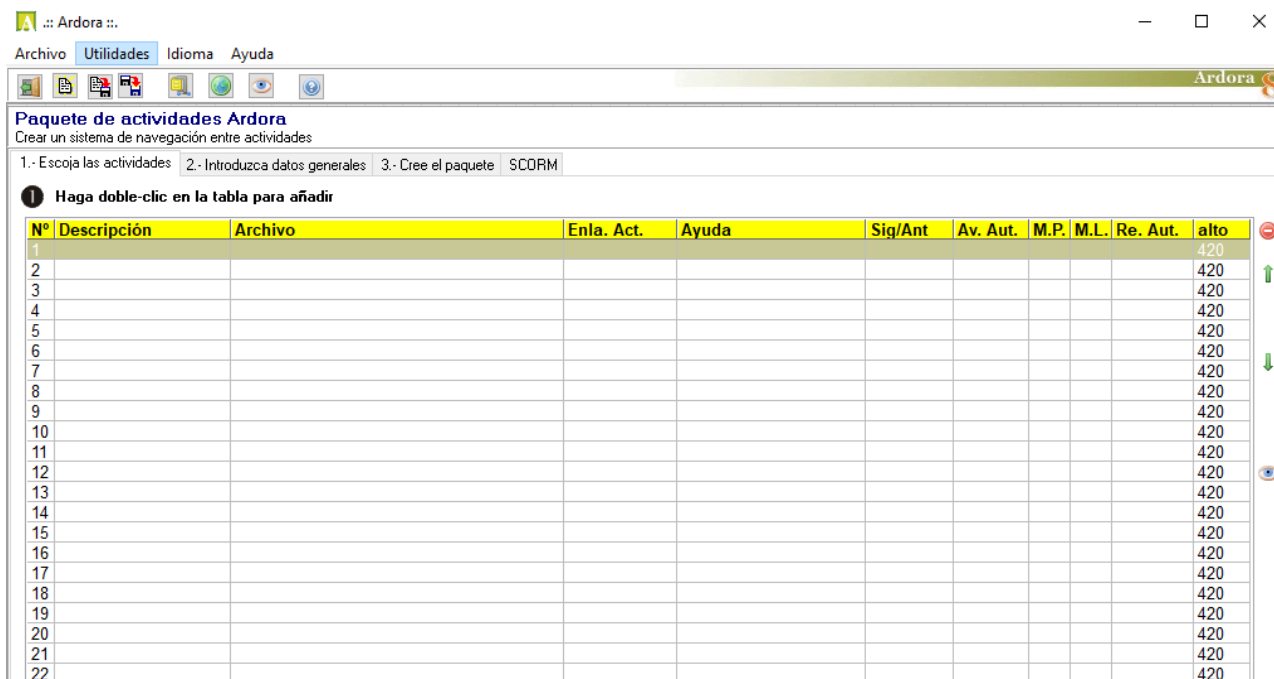 .:: Ardora ::.
Archivo Utilidades Idioma Ayuda
Ardora
Paquete de actividades Ardora
Crear un sistema de navegación entre actividades
1.- Escoja las actividades 2.- Introduzca datos generales 3.- Cree el paquete SCORM
1 Haga doble-clic en la tabla para añadir
Nº Descripción Archivo Enla. Act. Ayuda Sig/Ant Av. Aut. M.P. M.L. Re. Aut. alto
1 420
2 420
3 420
4 420
5 420
6 420
7 420
8 420
9 420
10 420
11 420
12 420
13 420
14 420
15 420
16 420
17 420
18 420
19 420
20 420
21 420
22 420